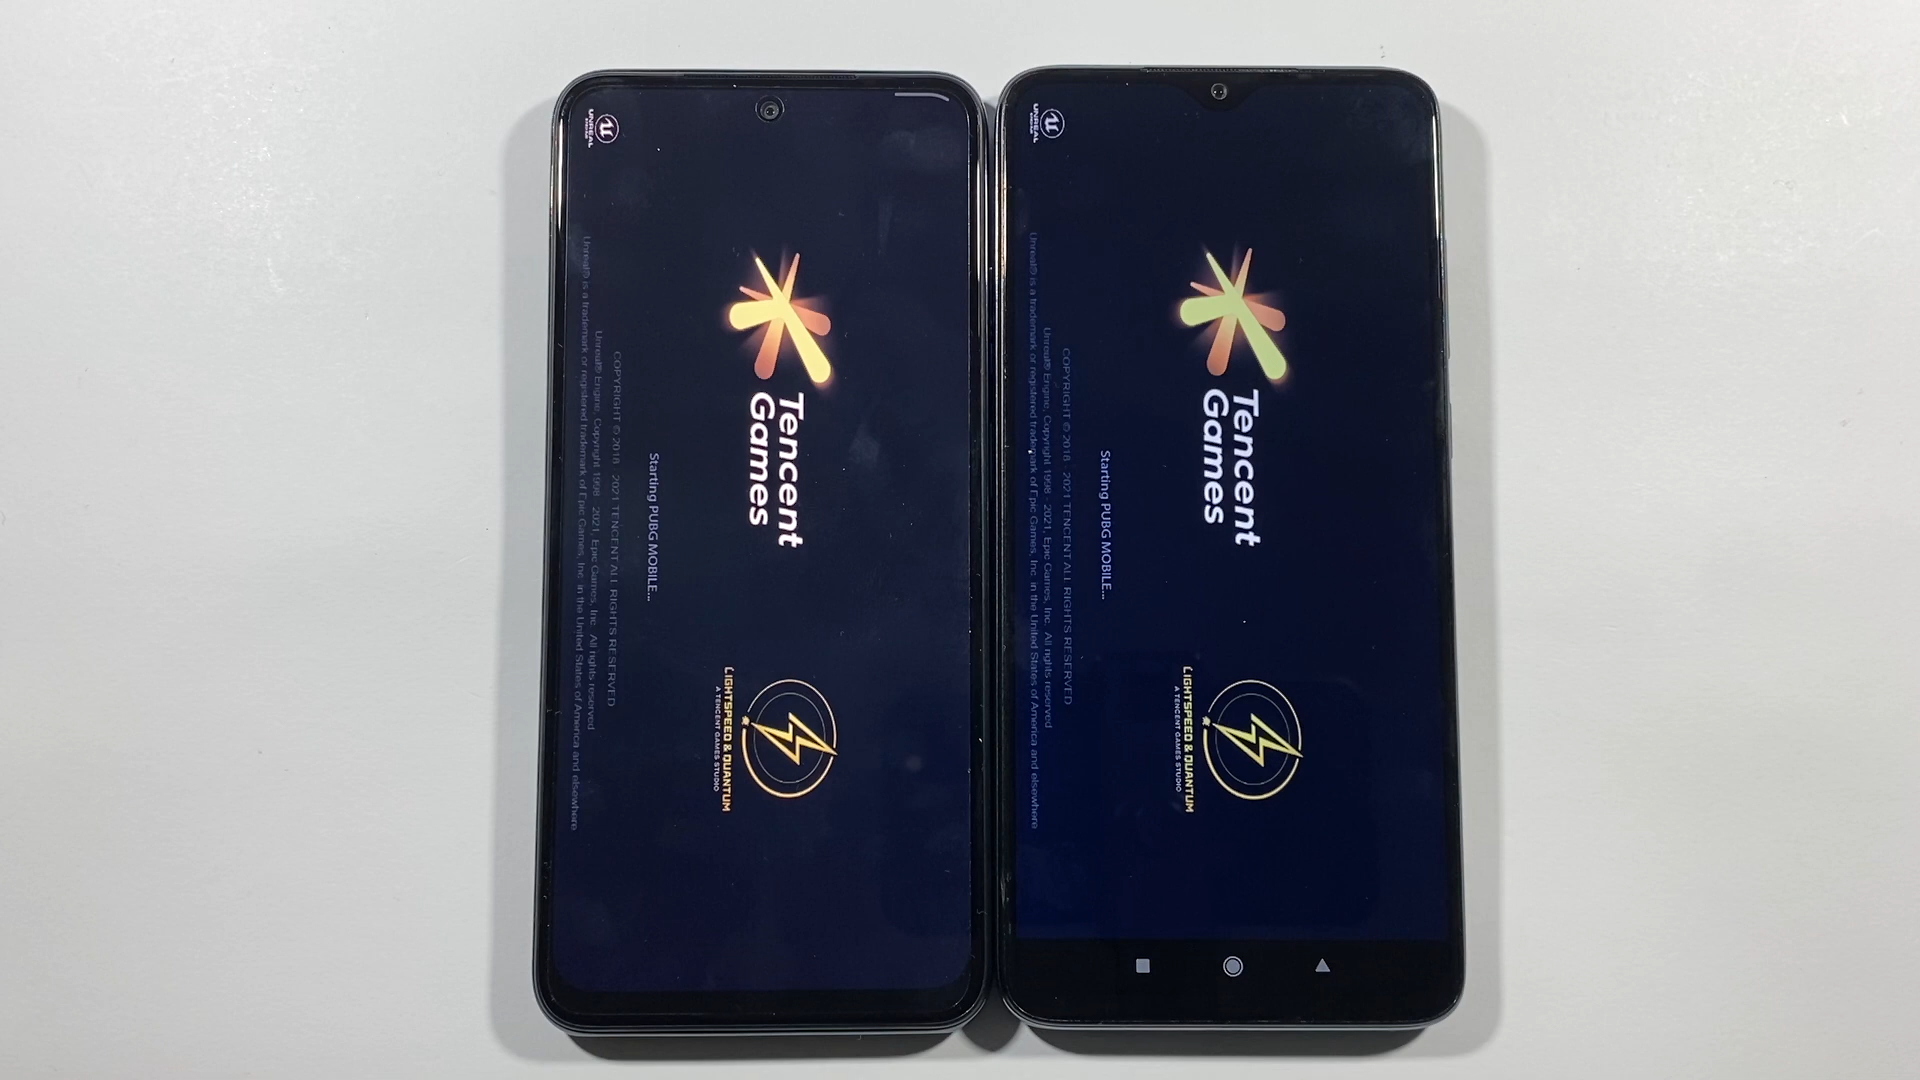 UNREAL
ENGINE
Tencent
Games
LIGHTSPEED & QUANTUM
A TENCENT GAMES STUDIO
Starting PUBG MOBILE...
COPYRIGHT © 2018 - 2021 TENCENT ALL RIGHTS RESERVED
Unreal® Engine, Copyright 1998 - 2021, Epic Games, Inc. All rights reserved
Unreal® is a trademark or registered trademark of Epic Games, Inc. in the United States of America and elsewhere
UNREAL
ENGINE
Tencent
Games
LIGHTSPEED & QUANTUM
A TENCENT GAMES STUDIO
Starting PUBG MOBILE...
COPYRIGHT © 2018 - 2021 TENCENT ALL RIGHTS RESERVED
Unreal® Engine, Copyright 1998 - 2021, Epic Games, Inc. All rights reserved
Unreal® is a trademark or registered trademark of Epic Games, Inc. in the United States of America and elsewhere